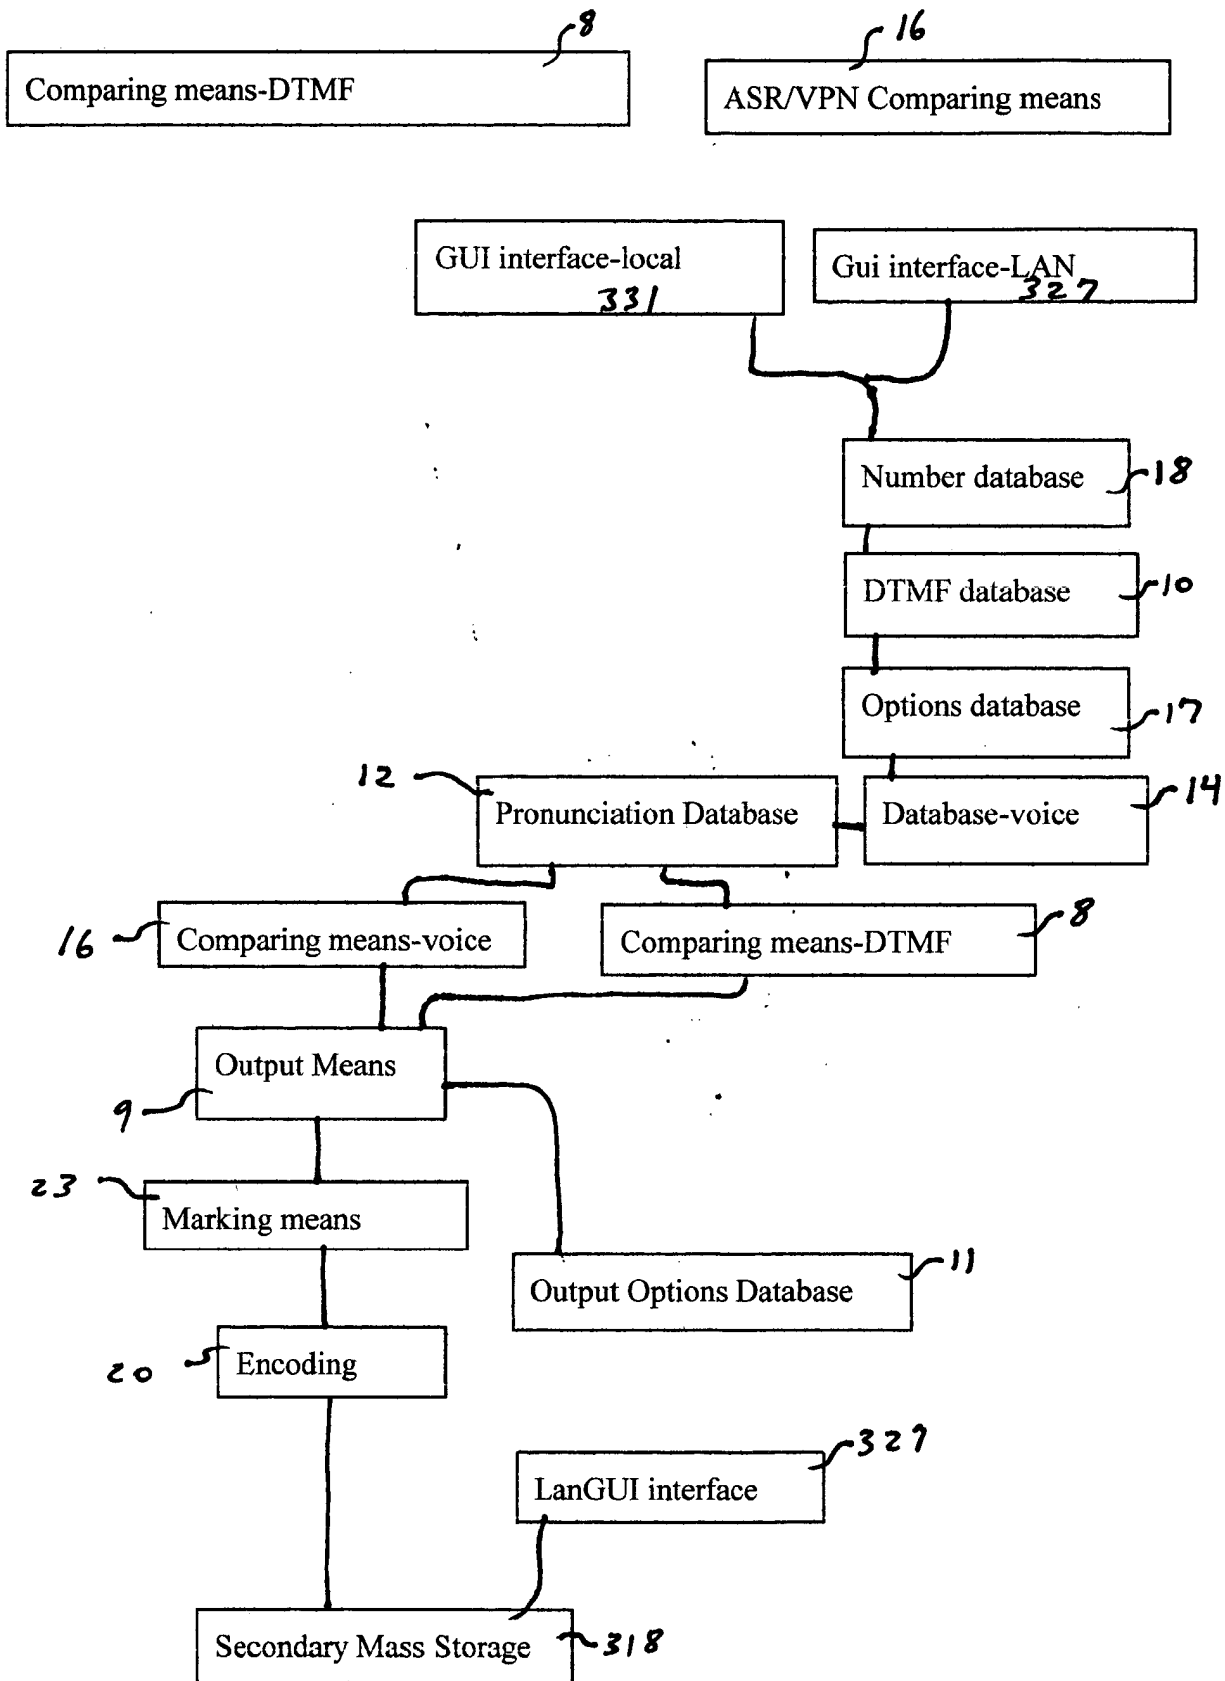 8
16
Comparing means-DTMF
ASR/VPN Comparing means
GUI interface-local
331
Gui interface-LAN
327
Number database
18
DTMF database
10
Options database
17
12
Pronunciation Database
Database-voice
14
16
Comparing means-voice
Comparing means-DTMF
8
Output Means
9
23
Marking means
Output Options Database
11
20
Encoding
329
LanGUI interface
Secondary Mass Storage
318